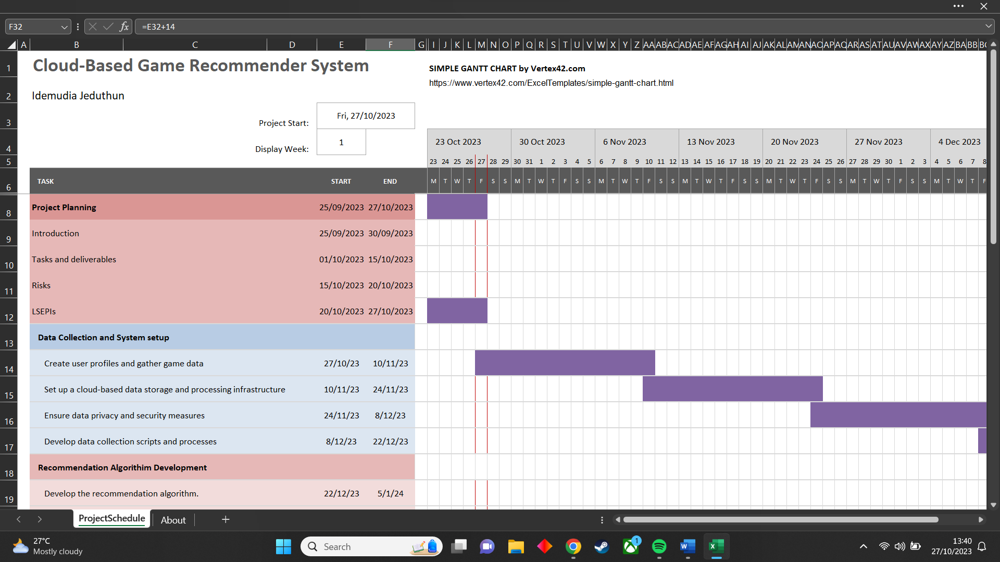 F32
fx
=E32+14
A B C D E F G I J K L M N O P Q R S T U V W X Y Z AA AB AC AD AE AF AG AH AI AJ AK AL AM AN AO AP AQ AR AS AT AU AV AW AX AY AZ BA BB
1 Cloud-Based Game Recommender System SIMPLE GANTT CHART by Vertex42.com
https://www.vertex42.com/ExcelTemplates/simple-gantt-chart.html
2 Idemudia Jeduthun
3 Project Start: Fri, 27/10/2023
4 Display Week: 1 23 Oct 2023 30 Oct 2023 6 Nov 2023 13 Nov 2023 20 Nov 2023 27 Nov 2023 4 Dec 2023
5 23 24 25 26 27 28 29 30 31 1 2 3 4 5 6 7 8 9 10 11 12 13 14 15 16 17 18 19 20 21 22 23 24 25 26 27 28 29 30 1 2 3 4 5 6 7 8
6 TASK START END M T W T F S S M T W T F S S M T W T F S S M T W T F S S M T W T F S S M T W T F S S M T W T F
8 Project Planning 25/09/2023 27/10/2023
9 Introduction 25/09/2023 30/09/2023
10 Tasks and deliverables 01/10/2023 15/10/2023
11 Risks 15/10/2023 20/10/2023
12 LSEPIs 20/10/2023 27/10/2023
13 Data Collection and System setup
14 Create user profiles and gather game data 27/10/23 10/11/23
15 Set up a cloud-based data storage and processing infrastructure 10/11/23 24/11/23
16 Ensure data privacy and security measures 24/11/23 8/12/23
17 Develop data collection scripts and processes 8/12/23 22/12/23
18 Recommendation Algorithim Development
19 Develop the recommendation algorithm. 22/12/23 5/1/24
ProjectSchedule About
27°C
Mostly cloudy
Search
1
W
X
13:40
27/10/2023